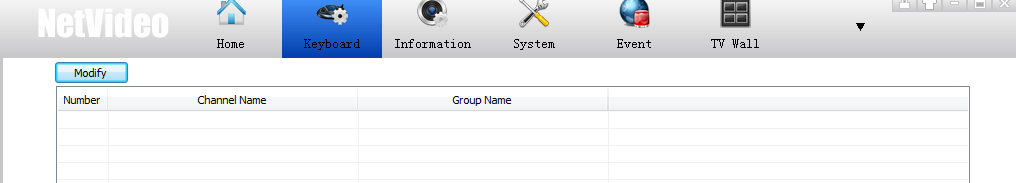 NetVideo
Home Keyboard Information System Event TV Wall
Modify
Number Channel Name Group Name